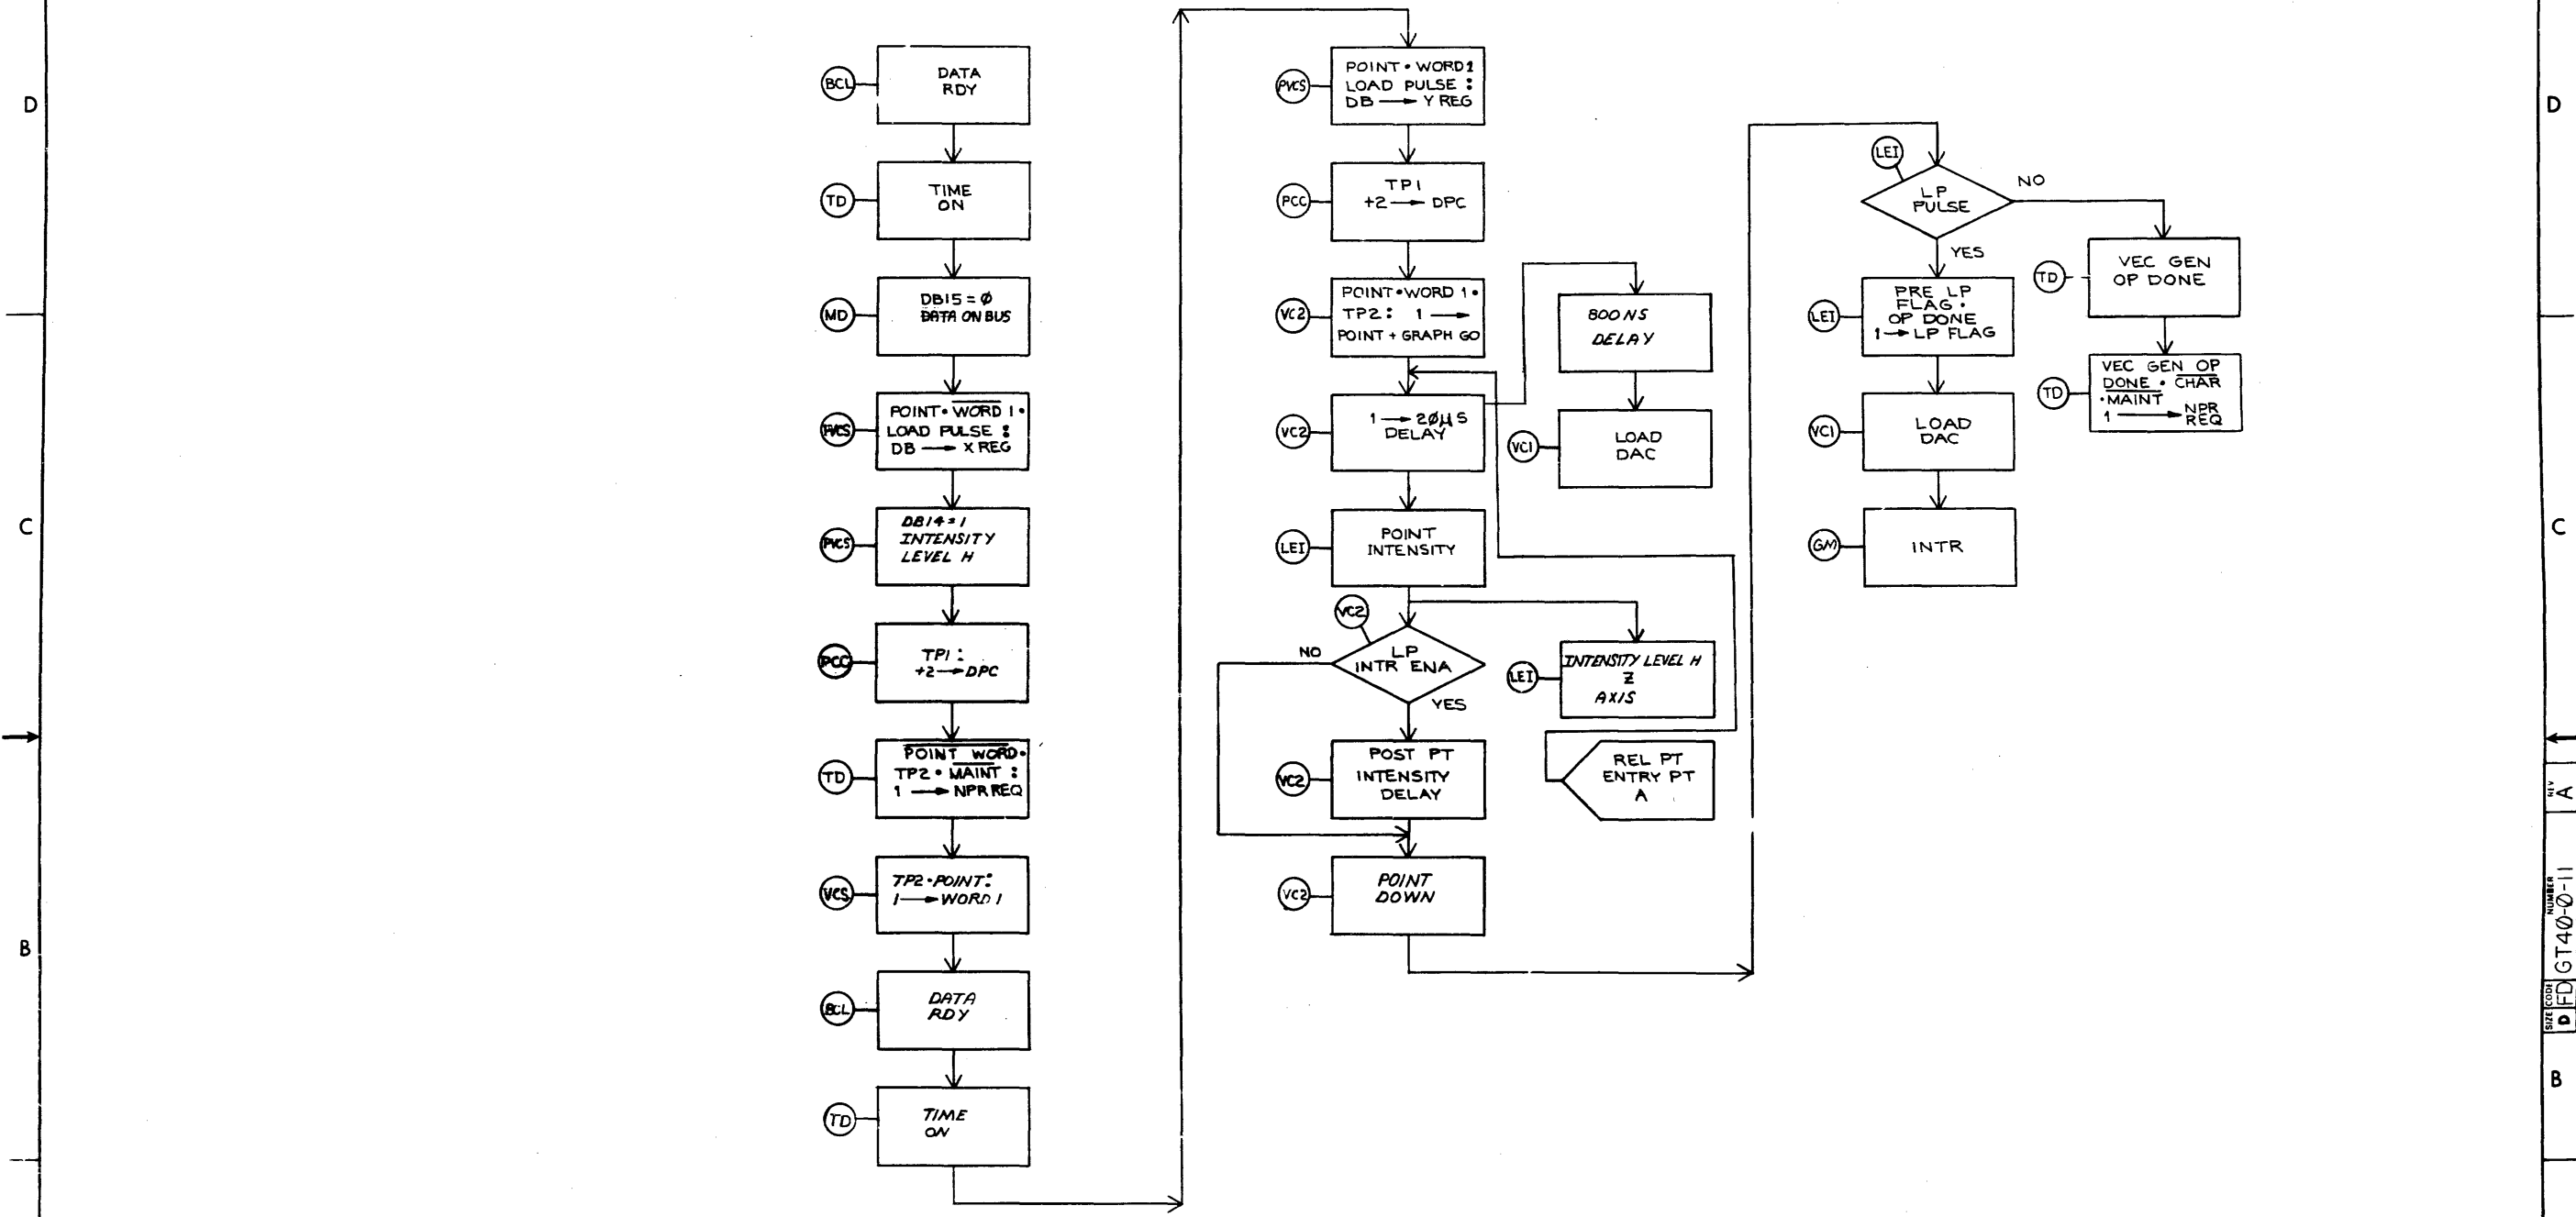 D
C
B
BCL
DATA
RDY
TD
TIME
ON
MD
DB15 = Ø
DATA ON BUS
PVCS
POINT • WORD 1 •
LOAD PULSE :
DB → X REG
PVCS
DB14 = 1
INTENSITY
LEVEL H
PCC
TP1 :
+2 → DPC
TD
POINT WORD •
TP2 • MAINT :
1 → NPR REQ
VCS
TP2 • POINT :
1 → WORD 1
BCL
DATA
RDY
TD
TIME
ON
PVCS
POINT • WORD 1
LOAD PULSE :
DB → Y REG
PCC
TP1
+2 → DPC
VC2
POINT • WORD 1 •
TP2 : 1 →
POINT + GRAPH GO
VC2
1 → 2Øµs
DELAY
800 NS
DELAY
VC1
LOAD
DAC
LEI
POINT
INTENSITY
VC2
LP
INTR ENA
NO
YES
LEI
INTENSITY LEVEL H
Z
AXIS
VC2
POST PT
INTENSITY
DELAY
REL PT
ENTRY PT
A
VC2
POINT
DOWN
LEI
LP
PULSE
NO
YES
LEI
PRE LP
FLAG •
OP DONE
1 → LP FLAG
VC1
LOAD
DAC
GM
INTR
TD
VEC GEN
OP DONE
TD
VEC GEN OP
DONE • CHAR
• MAINT
1 → NPR
REQ
D
C
REV
A
NUMBER
GT4Ø-Ø-11
CODE
FD
SIZE
D
B